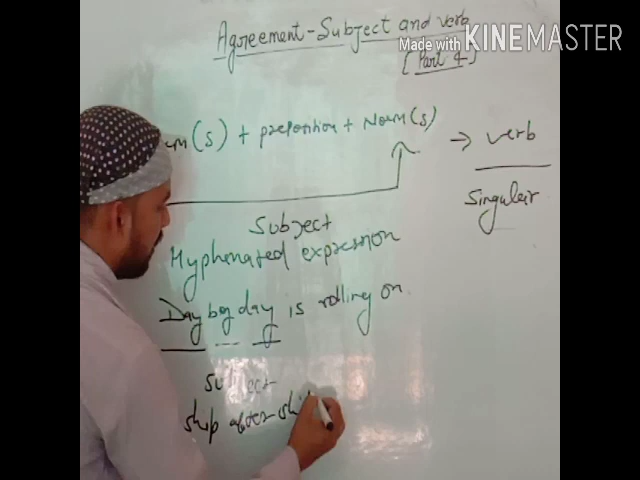 Agreement-Subject and verb
Made with KINEMASTER
[Part 4]
(s) + preposition + Noun(s) → verb
Singular
Subject
Hyphenated expression
Day by day is rolling on
Subject
ship after shi